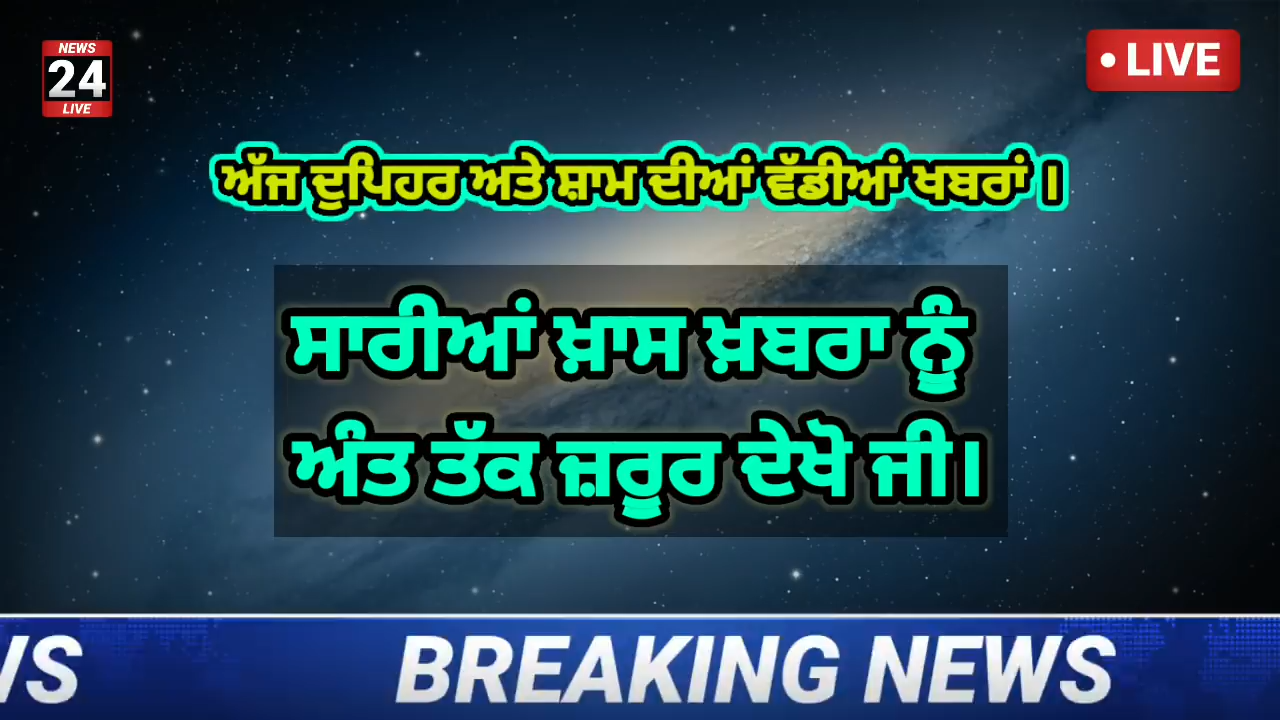 NEWS
24
LIVE
• LIVE
ਅੱਜ ਦੁਪਿਹਰ ਅਤੇ ਸ਼ਾਮ ਦੀਆਂ ਵੱਡੀਆਂ ਖਬਰਾਂ ।
ਸਾਰੀਆਂ ਖ਼ਾਸ ਖ਼ਬਰਾ ਨੂੰ
ਅੰਤ ਤੱਕ ਜ਼ਰੂਰ ਦੇਖੋ ਜੀ।
WS BREAKING NEWS